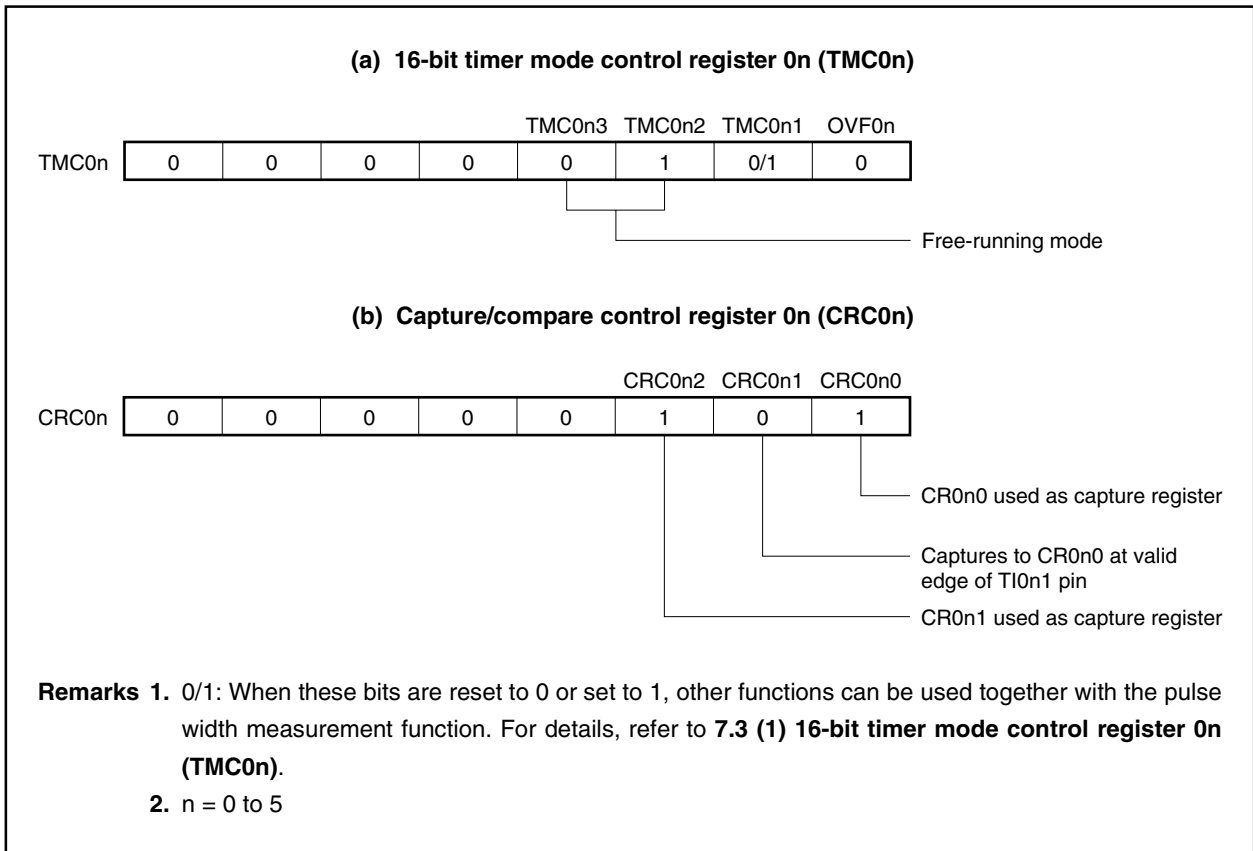 (a) 16-bit timer mode control register 0n (TMC0n)
TMC0n3 TMC0n2 TMC0n1 OVF0n
TMC0n 0 0 0 0 0 1 0/1 0
Free-running mode
(b) Capture/compare control register 0n (CRC0n)
CRC0n2 CRC0n1 CRC0n0
CRC0n 0 0 0 0 0 1 0 1
CR0n0 used as capture register
Captures to CR0n0 at valid
edge of TI0n1 pin
CR0n1 used as capture register
Remarks 1. 0/1: When these bits are reset to 0 or set to 1, other functions can be used together with the pulse
width measurement function. For details, refer to 7.3 (1) 16-bit timer mode control register 0n
(TMC0n).
2. n = 0 to 5